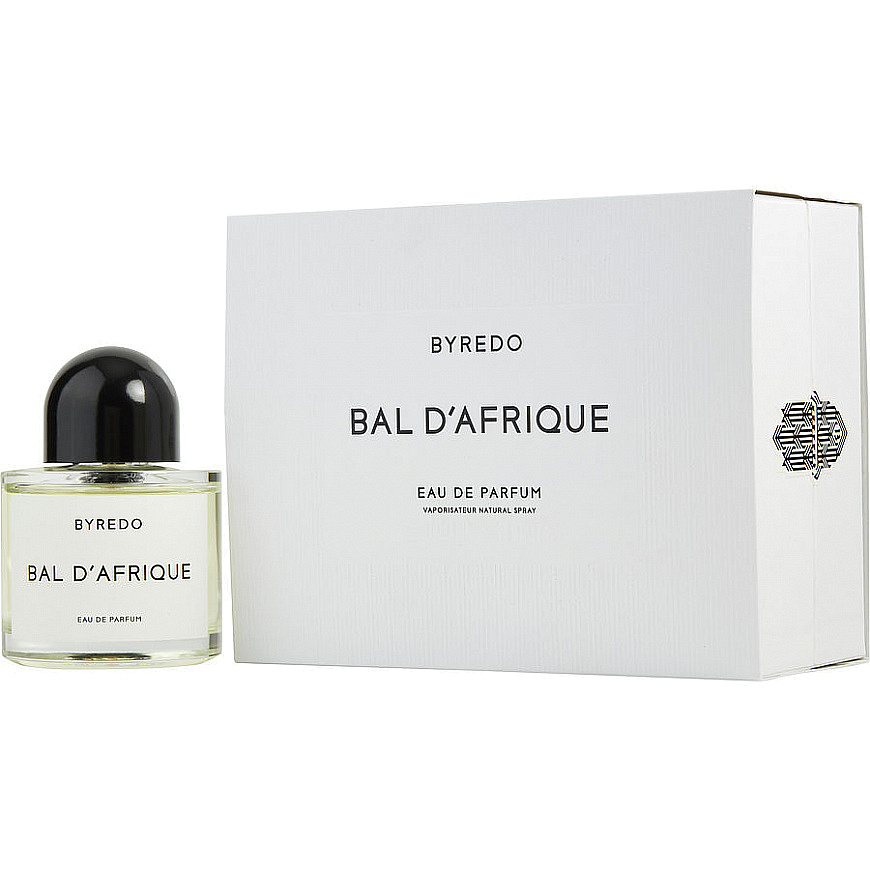 BYREDO
BAL D'AFRIQUE
EAU DE PARFUM
VAPORISATEUR NATURAL SPRAY
BYREDO
BAL D'AFRIQUE
EAU DE PARFUM